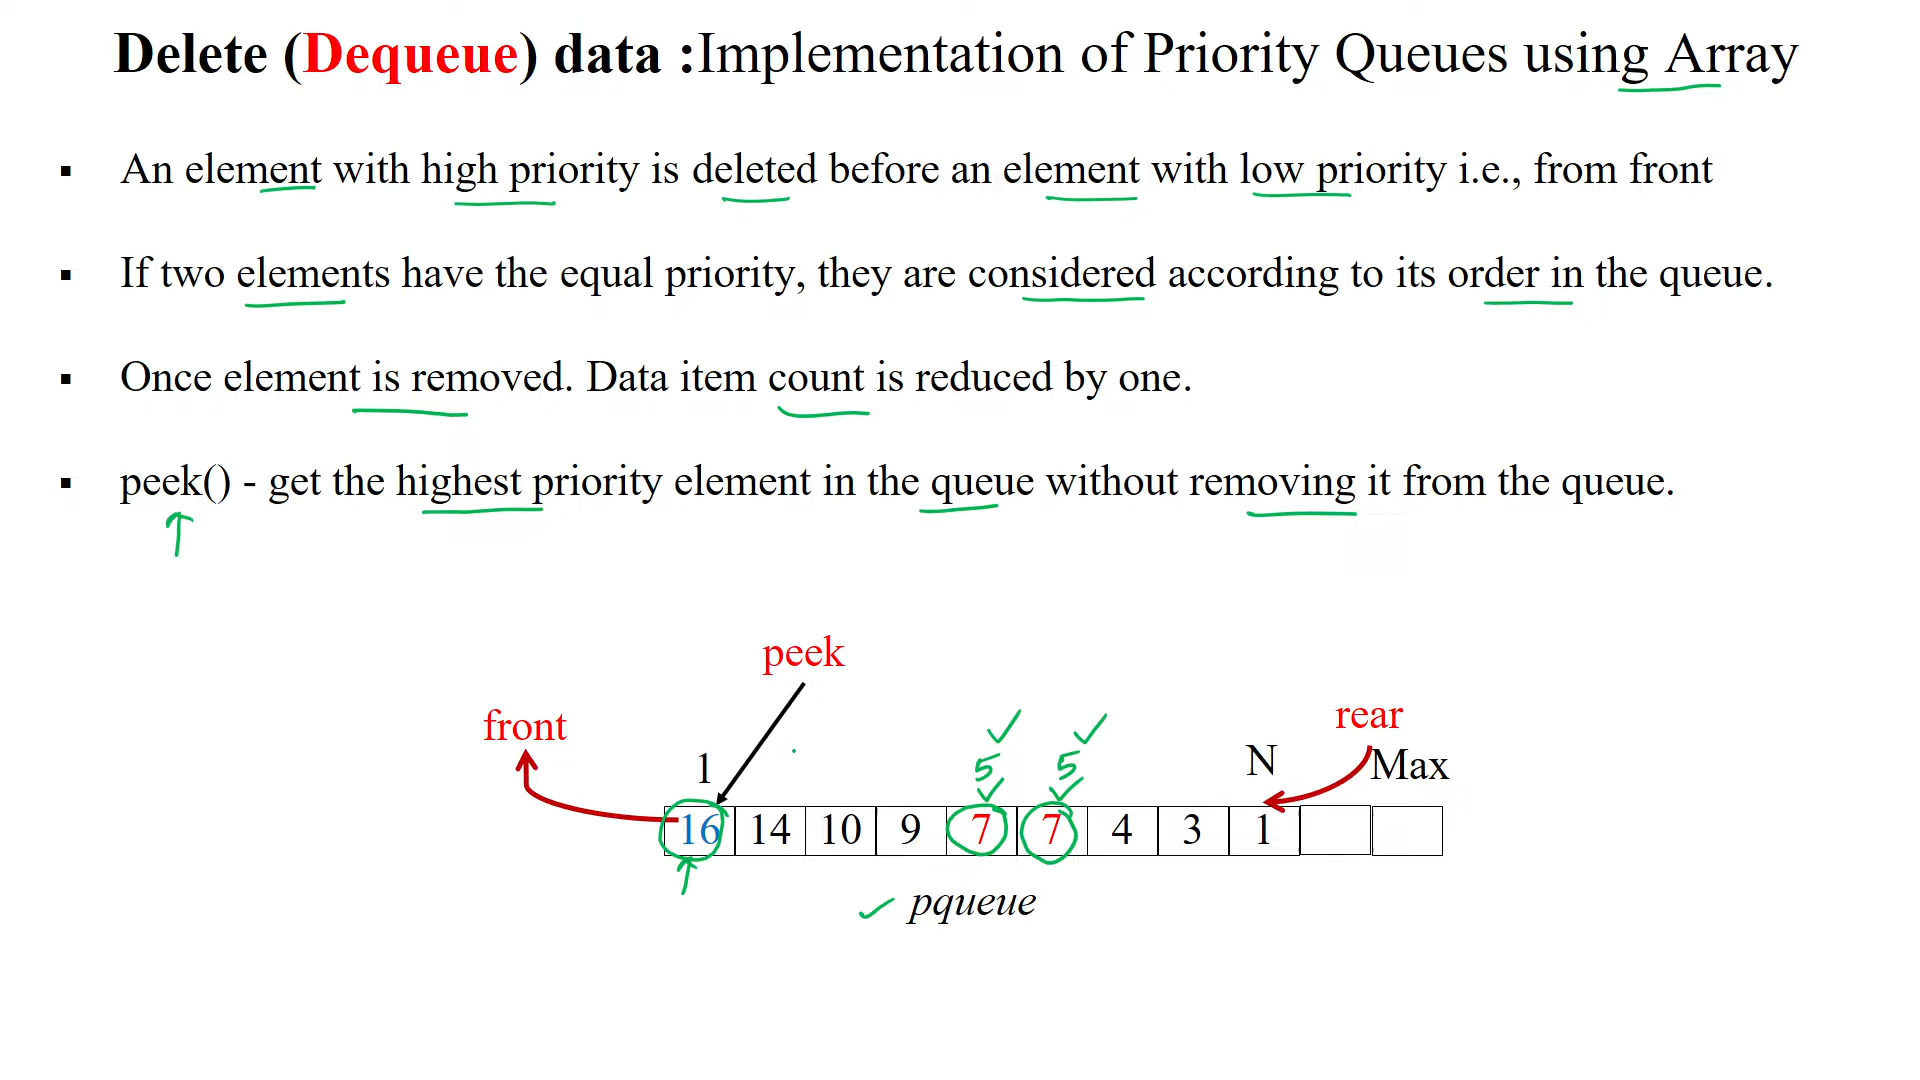 Delete (Dequeue) data :Implementation of Priority Queues using Array
▪ An element with high priority is deleted before an element with low priority i.e., from front
▪ If two elements have the equal priority, they are considered according to its order in the queue.
▪ Once element is removed. Data item count is reduced by one.
▪ peek() - get the highest priority element in the queue without removing it from the queue.
peek
front
rear
1 5 5 N Max
16 14 10 9 7 7 4 3 1
pqueue